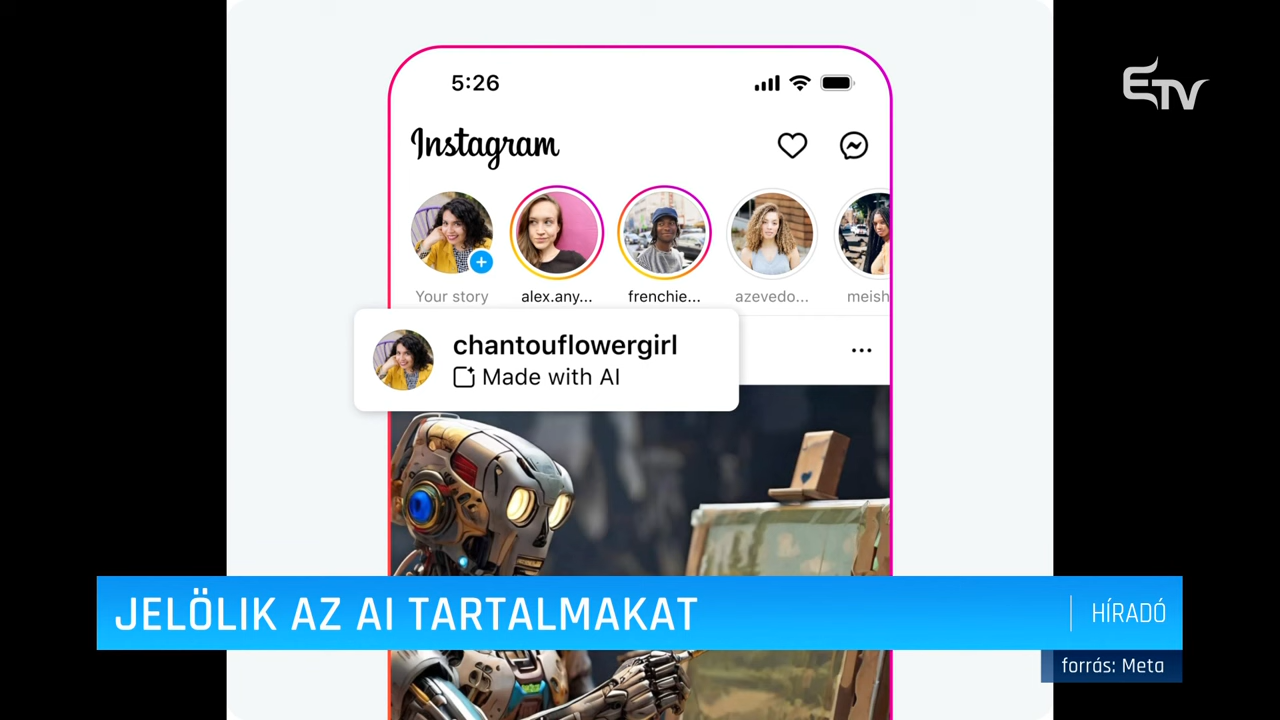 5:26
ETV
Instagram
Your story
alex.any...
frenchie...
azevedo...
meish
chantouflowergirl
Made with AI
JELÖLIK AZ AI TARTALMAKAT
HÍRADÓ
forrás: Meta